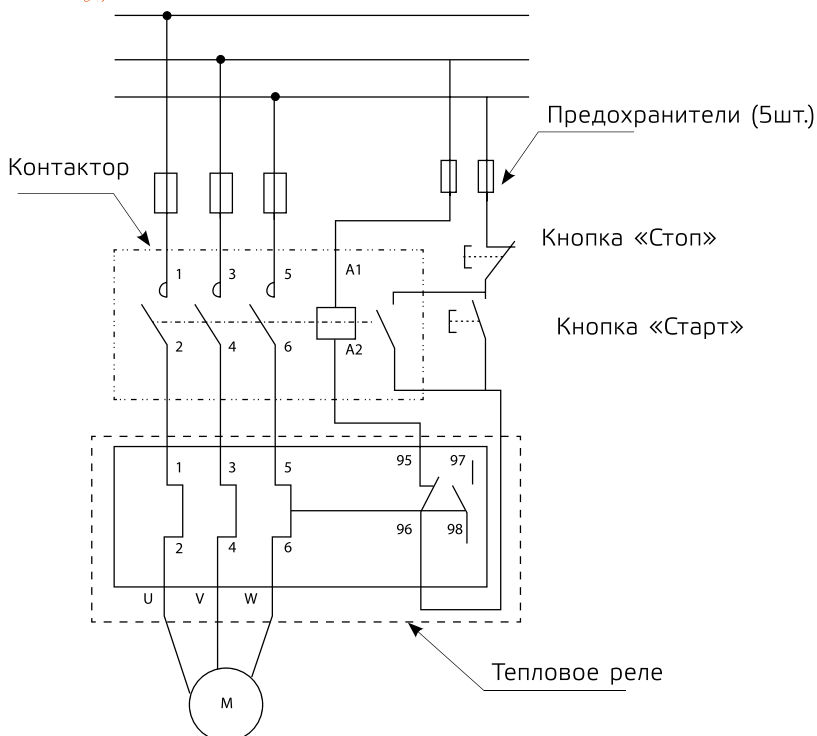 Предохранители (5шт.)
Контактор
Кнопка «Стоп»
1 3 5 A1
Кнопка «Старт»
2 4 6 A2
1 3 5 95 97
2 4 6 96 98
U V W
Тепловое реле
M